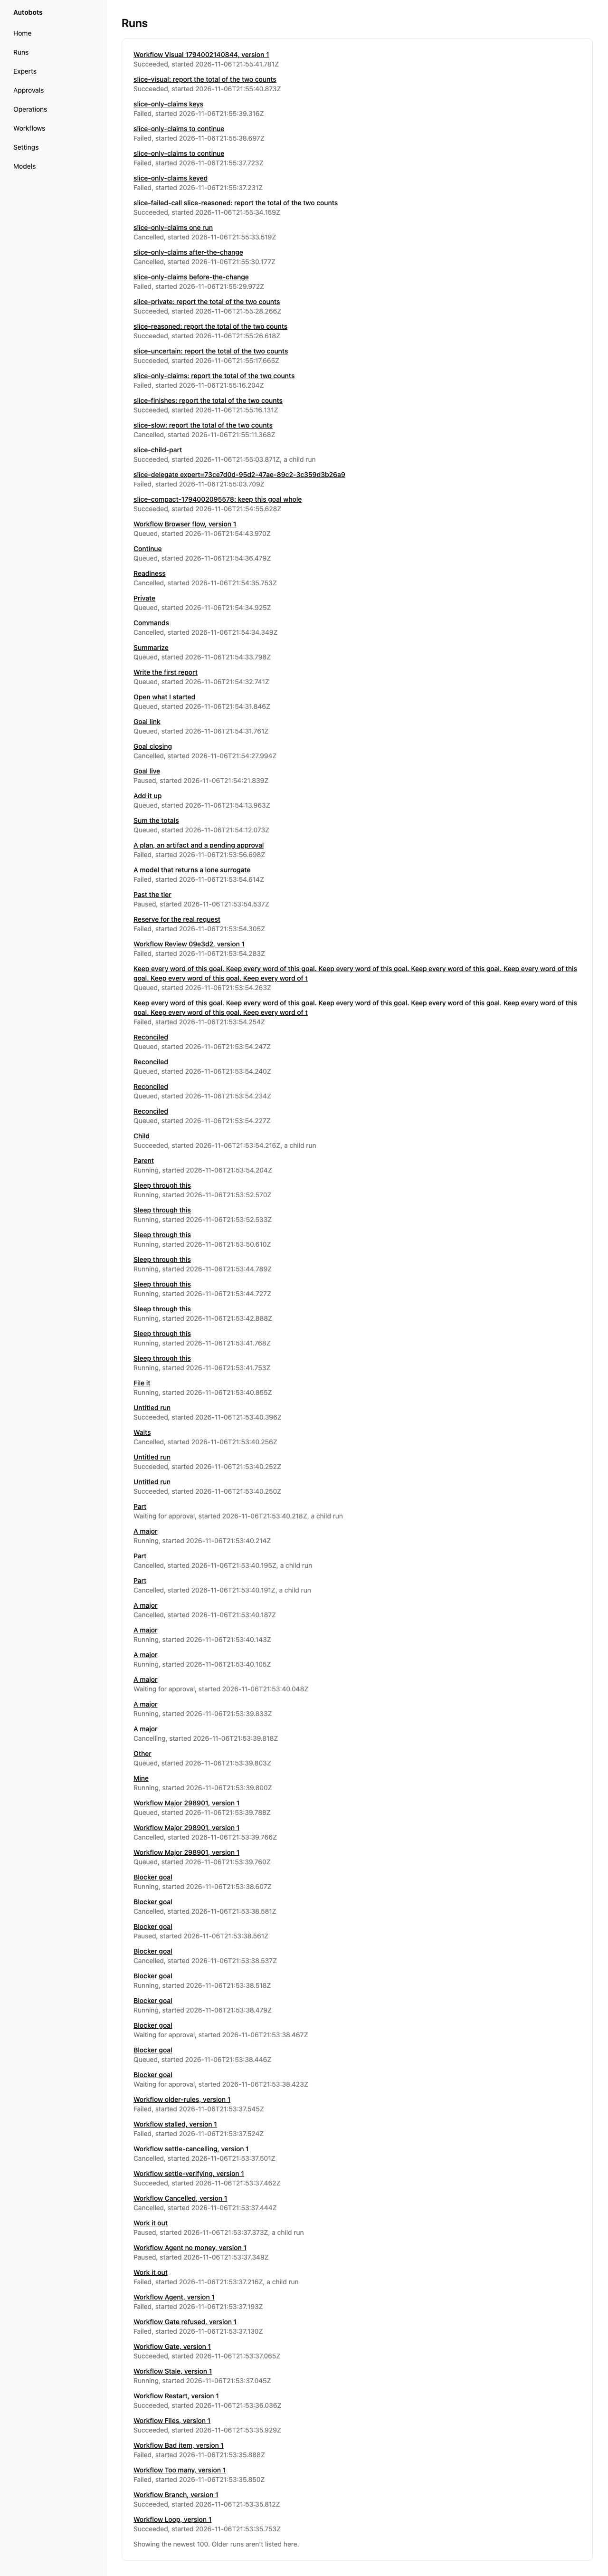 Autobots
Home
Runs
Experts
Approvals
Operations
Workflows
Settings
Models
Runs
Workflow Visual 1794002140844, version 1
Succeeded, started 2026-11-06T21:55:41.781Z
slice-visual: report the total of the two counts
Succeeded, started 2026-11-06T21:55:40.873Z
slice-only-claims keys
Failed, started 2026-11-06T21:55:39.316Z
slice-only-claims to continue
Failed, started 2026-11-06T21:55:38.697Z
slice-only-claims to continue
Failed, started 2026-11-06T21:55:37.723Z
slice-only-claims keyed
Failed, started 2026-11-06T21:55:37.231Z
slice-failed-call slice-reasoned: report the total of the two counts
Succeeded, started 2026-11-06T21:55:34.159Z
slice-only-claims one run
Cancelled, started 2026-11-06T21:55:33.519Z
slice-only-claims after-the-change
Cancelled, started 2026-11-06T21:55:30.177Z
slice-only-claims before-the-change
Failed, started 2026-11-06T21:55:29.972Z
slice-private: report the total of the two counts
Succeeded, started 2026-11-06T21:55:28.266Z
slice-reasoned: report the total of the two counts
Succeeded, started 2026-11-06T21:55:26.618Z
slice-uncertain: report the total of the two counts
Succeeded, started 2026-11-06T21:55:17.665Z
slice-only-claims: report the total of the two counts
Failed, started 2026-11-06T21:55:16.204Z
slice-finishes: report the total of the two counts
Succeeded, started 2026-11-06T21:55:16.131Z
slice-slow: report the total of the two counts
Cancelled, started 2026-11-06T21:55:11.368Z
slice-child-part
Succeeded, started 2026-11-06T21:55:03.871Z, a child run
slice-delegate expert=73ce7d0d-95d2-47ae-89c2-3c359d3b26a9
Failed, started 2026-11-06T21:55:03.709Z
slice-compact-1794002095578: keep this goal whole
Succeeded, started 2026-11-06T21:54:55.628Z
Workflow Browser flow, version 1
Queued, started 2026-11-06T21:54:43.970Z
Continue
Queued, started 2026-11-06T21:54:36.479Z
Readiness
Cancelled, started 2026-11-06T21:54:35.753Z
Private
Queued, started 2026-11-06T21:54:34.925Z
Commands
Cancelled, started 2026-11-06T21:54:34.349Z
Summarize
Queued, started 2026-11-06T21:54:33.798Z
Write the first report
Queued, started 2026-11-06T21:54:32.741Z
Open what I started
Queued, started 2026-11-06T21:54:31.846Z
Goal link
Queued, started 2026-11-06T21:54:31.761Z
Goal closing
Cancelled, started 2026-11-06T21:54:27.994Z
Goal live
Paused, started 2026-11-06T21:54:21.839Z
Add it up
Queued, started 2026-11-06T21:54:13.963Z
Sum the totals
Queued, started 2026-11-06T21:54:12.073Z
A plan, an artifact and a pending approval
Failed, started 2026-11-06T21:53:56.698Z
A model that returns a lone surrogate
Failed, started 2026-11-06T21:53:54.614Z
Past the tier
Paused, started 2026-11-06T21:53:54.537Z
Reserve for the real request
Failed, started 2026-11-06T21:53:54.305Z
Workflow Review 09e3d2, version 1
Failed, started 2026-11-06T21:53:54.283Z
Keep every word of this goal. Keep every word of this goal. Keep every word of this goal. Keep every word of this goal. Keep every word of this
goal. Keep every word of this goal. Keep every word of t
Queued, started 2026-11-06T21:53:54.263Z
Keep every word of this goal. Keep every word of this goal. Keep every word of this goal. Keep every word of this goal. Keep every word of this
goal. Keep every word of this goal. Keep every word of t
Failed, started 2026-11-06T21:53:54.254Z
Reconciled
Queued, started 2026-11-06T21:53:54.247Z
Reconciled
Queued, started 2026-11-06T21:53:54.240Z
Reconciled
Queued, started 2026-11-06T21:53:54.234Z
Reconciled
Queued, started 2026-11-06T21:53:54.227Z
Child
Succeeded, started 2026-11-06T21:53:54.216Z, a child run
Parent
Running, started 2026-11-06T21:53:54.204Z
Sleep through this
Running, started 2026-11-06T21:53:52.570Z
Sleep through this
Running, started 2026-11-06T21:53:52.533Z
Sleep through this
Running, started 2026-11-06T21:53:50.610Z
Sleep through this
Running, started 2026-11-06T21:53:44.789Z
Sleep through this
Running, started 2026-11-06T21:53:44.727Z
Sleep through this
Running, started 2026-11-06T21:53:42.888Z
Sleep through this
Running, started 2026-11-06T21:53:41.768Z
Sleep through this
Running, started 2026-11-06T21:53:41.753Z
File it
Running, started 2026-11-06T21:53:40.855Z
Untitled run
Succeeded, started 2026-11-06T21:53:40.396Z
Waits
Cancelled, started 2026-11-06T21:53:40.256Z
Untitled run
Succeeded, started 2026-11-06T21:53:40.252Z
Untitled run
Succeeded, started 2026-11-06T21:53:40.250Z
Part
Waiting for approval, started 2026-11-06T21:53:40.218Z, a child run
A major
Running, started 2026-11-06T21:53:40.214Z
Part
Cancelled, started 2026-11-06T21:53:40.195Z, a child run
Part
Cancelled, started 2026-11-06T21:53:40.191Z, a child run
A major
Cancelled, started 2026-11-06T21:53:40.187Z
A major
Running, started 2026-11-06T21:53:40.143Z
A major
Running, started 2026-11-06T21:53:40.105Z
A major
Waiting for approval, started 2026-11-06T21:53:40.048Z
A major
Running, started 2026-11-06T21:53:39.833Z
A major
Cancelling, started 2026-11-06T21:53:39.818Z
Other
Queued, started 2026-11-06T21:53:39.803Z
Mine
Running, started 2026-11-06T21:53:39.800Z
Workflow Major 298901, version 1
Queued, started 2026-11-06T21:53:39.788Z
Workflow Major 298901, version 1
Cancelled, started 2026-11-06T21:53:39.766Z
Workflow Major 298901, version 1
Queued, started 2026-11-06T21:53:39.760Z
Blocker goal
Running, started 2026-11-06T21:53:38.607Z
Blocker goal
Cancelled, started 2026-11-06T21:53:38.581Z
Blocker goal
Paused, started 2026-11-06T21:53:38.561Z
Blocker goal
Cancelled, started 2026-11-06T21:53:38.537Z
Blocker goal
Running, started 2026-11-06T21:53:38.518Z
Blocker goal
Running, started 2026-11-06T21:53:38.479Z
Blocker goal
Waiting for approval, started 2026-11-06T21:53:38.467Z
Blocker goal
Queued, started 2026-11-06T21:53:38.446Z
Blocker goal
Waiting for approval, started 2026-11-06T21:53:38.423Z
Workflow older-rules, version 1
Failed, started 2026-11-06T21:53:37.545Z
Workflow stalled, version 1
Failed, started 2026-11-06T21:53:37.524Z
Workflow settle-cancelling, version 1
Cancelled, started 2026-11-06T21:53:37.501Z
Workflow settle-verifying, version 1
Succeeded, started 2026-11-06T21:53:37.462Z
Workflow Cancelled, version 1
Cancelled, started 2026-11-06T21:53:37.444Z
Work it out
Paused, started 2026-11-06T21:53:37.373Z, a child run
Workflow Agent no money, version 1
Paused, started 2026-11-06T21:53:37.349Z
Work it out
Failed, started 2026-11-06T21:53:37.216Z, a child run
Workflow Agent, version 1
Failed, started 2026-11-06T21:53:37.193Z
Workflow Gate refused, version 1
Failed, started 2026-11-06T21:53:37.130Z
Workflow Gate, version 1
Succeeded, started 2026-11-06T21:53:37.065Z
Workflow Stale, version 1
Running, started 2026-11-06T21:53:37.045Z
Workflow Restart, version 1
Succeeded, started 2026-11-06T21:53:36.036Z
Workflow Files, version 1
Succeeded, started 2026-11-06T21:53:35.929Z
Workflow Bad item, version 1
Failed, started 2026-11-06T21:53:35.888Z
Workflow Too many, version 1
Failed, started 2026-11-06T21:53:35.850Z
Workflow Branch, version 1
Succeeded, started 2026-11-06T21:53:35.812Z
Workflow Loop, version 1
Succeeded, started 2026-11-06T21:53:35.753Z
Showing the newest 100. Older runs aren't listed here.